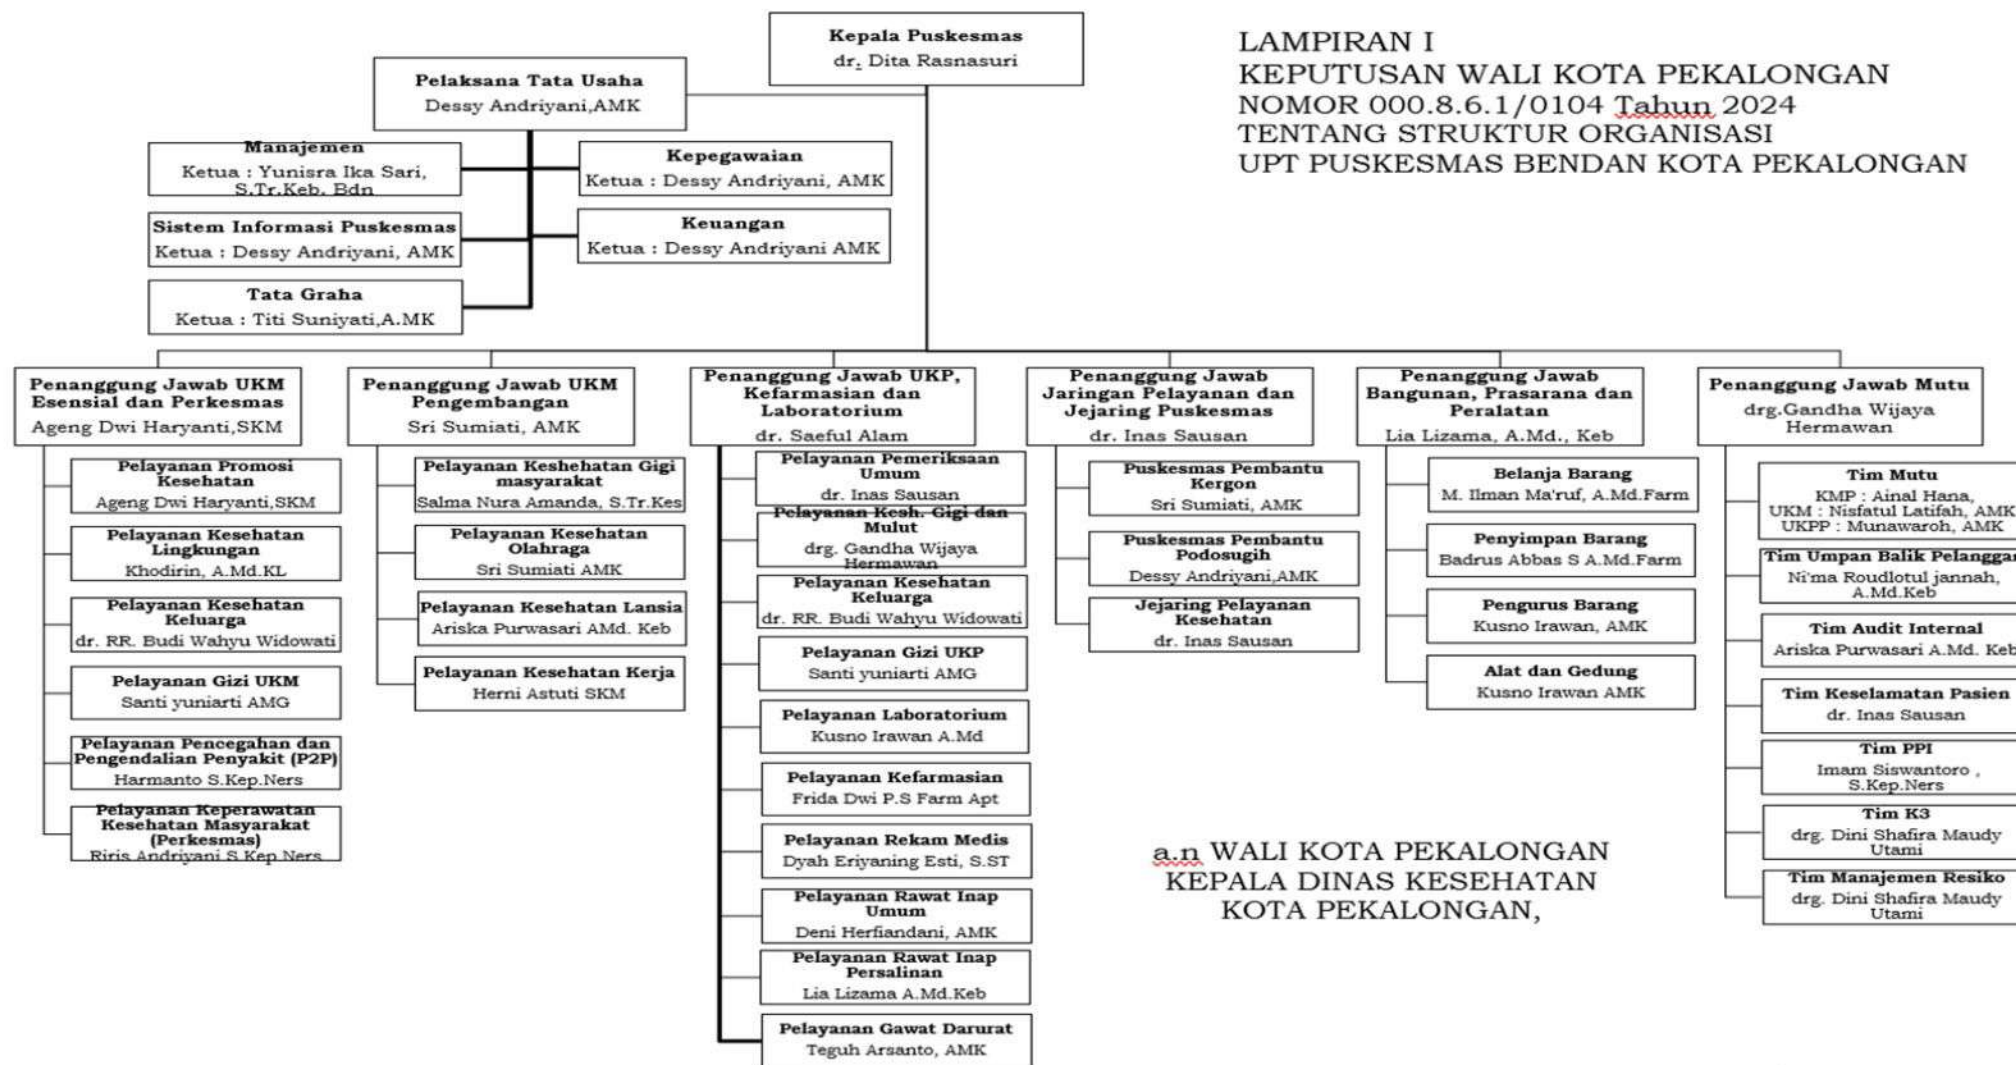 Kepala Puskesmas
dr. Dita Rasnasuri
LAMPIRAN I
KEPUTUSAN WALI KOTA PEKALONGAN
NOMOR 000.8.6.1/0104 Tahun 2024
TENTANG STRUKTUR ORGANISASI
UPT PUSKESMAS BENDAN KOTA PEKALONGAN
Pelaksana Tata Usaha
Dessy Andriyani,AMK
Manajemen
Ketua : Yunisra Ika Sari,
S.Tr.Keb. Bdn
Kepegawaian
Ketua : Dessy Andriyani, AMK
Sistem Informasi Puskesmas
Ketua : Dessy Andriyani, AMK
Keuangan
Ketua : Dessy Andriyani AMK
Tata Graha
Ketua : Titi Suniyati,A.MK
Penanggung Jawab UKM
Esensial dan Perkesmas
Ageng Dwi Haryanti,SKM
Pelayanan Promosi
Kesehatan
Ageng Dwi Haryanti,SKM
Pelayanan Kesehatan
Lingkungan
Khodirin, A.Md.KL
Pelayanan Kesehatan
Keluarga
dr. RR. Budi Wahyu Widowati
Pelayanan Gizi UKM
Santi yuniarti AMG
Pelayanan Pencegahan dan
Pengendalian Penyakit (P2P)
Harmanto S.Kep.Ners
Pelayanan Keperawatan
Kesehatan Masyarakat
(Perkesmas)
Riris Andriyani S.Kep.Ners
Penanggung Jawab UKM
Pengembangan
Sri Sumiati, AMK
Pelayanan Keshehatan Gigi
masyarakat
Salma Nura Amanda, S.Tr.Kes
Pelayanan Kesehatan
Olahraga
Sri Sumiati AMK
Pelayanan Kesehatan Lansia
Ariska Purwasari AMd. Keb
Pelayanan Kesehatan Kerja
Herni Astuti SKM
Penanggung Jawab UKP,
Kefarmasian dan
Laboratorium
dr. Saeful Alam
Pelayanan Pemeriksaan
Umum
dr. Inas Sausan
Pelayanan Kesh. Gigi dan
Mulut
drg. Gandha Wijaya
Hermawan
Pelayanan Kesehatan
Keluarga
dr. RR. Budi Wahyu Widowati
Pelayanan Gizi UKP
Santi yuniarti AMG
Pelayanan Laboratorium
Kusno Irawan A.Md
Pelayanan Kefarmasian
Frida Dwi P.S Farm Apt
Pelayanan Rekam Medis
Dyah Eriyaning Esti, S.ST
Pelayanan Rawat Inap
Umum
Deni Herfiandani, AMK
Pelayanan Rawat Inap
Persalinan
Lia Lizama A.Md.Keb
Pelayanan Gawat Darurat
Teguh Arsanto, AMK
Penanggung Jawab
Jaringan Pelayanan dan
Jejaring Puskesmas
dr. Inas Sausan
Puskesmas Pembantu
Kergon
Sri Sumiati, AMK
Puskesmas Pembantu
Podosugih
Dessy Andriyani,AMK
Jejaring Pelayanan
Kesehatan
dr. Inas Sausan
Penanggung Jawab
Bangunan, Prasarana dan
Peralatan
Lia Lizama, A.Md., Keb
Belanja Barang
M. Ilman Ma'ruf, A.Md.Farm
Penyimpan Barang
Badrus Abbas S A.Md.Farm
Pengurus Barang
Kusno Irawan, AMK
Alat dan Gedung
Kusno Irawan AMK
Penanggung Jawab Mutu
drg.Gandha Wijaya
Hermawan
Tim Mutu
KMP : Ainal Hana,
UKM : Nisfatul Latifah, AMK
UKPP : Munawaroh, AMK
Tim Umpan Balik Pelanggan
Ni'ma Roudlotul jannah,
A.Md.Keb
Tim Audit Internal
Ariska Purwasari A.Md. Keb
Tim Keselamatan Pasien
dr. Inas Sausan
Tim PPI
Imam Siswantoro ,
S.Kep.Ners
Tim K3
drg. Dini Shafira Maudy
Utami
Tim Manajemen Resiko
drg. Dini Shafira Maudy
Utami
a.n WALI KOTA PEKALONGAN
KEPALA DINAS KESEHATAN
KOTA PEKALONGAN,